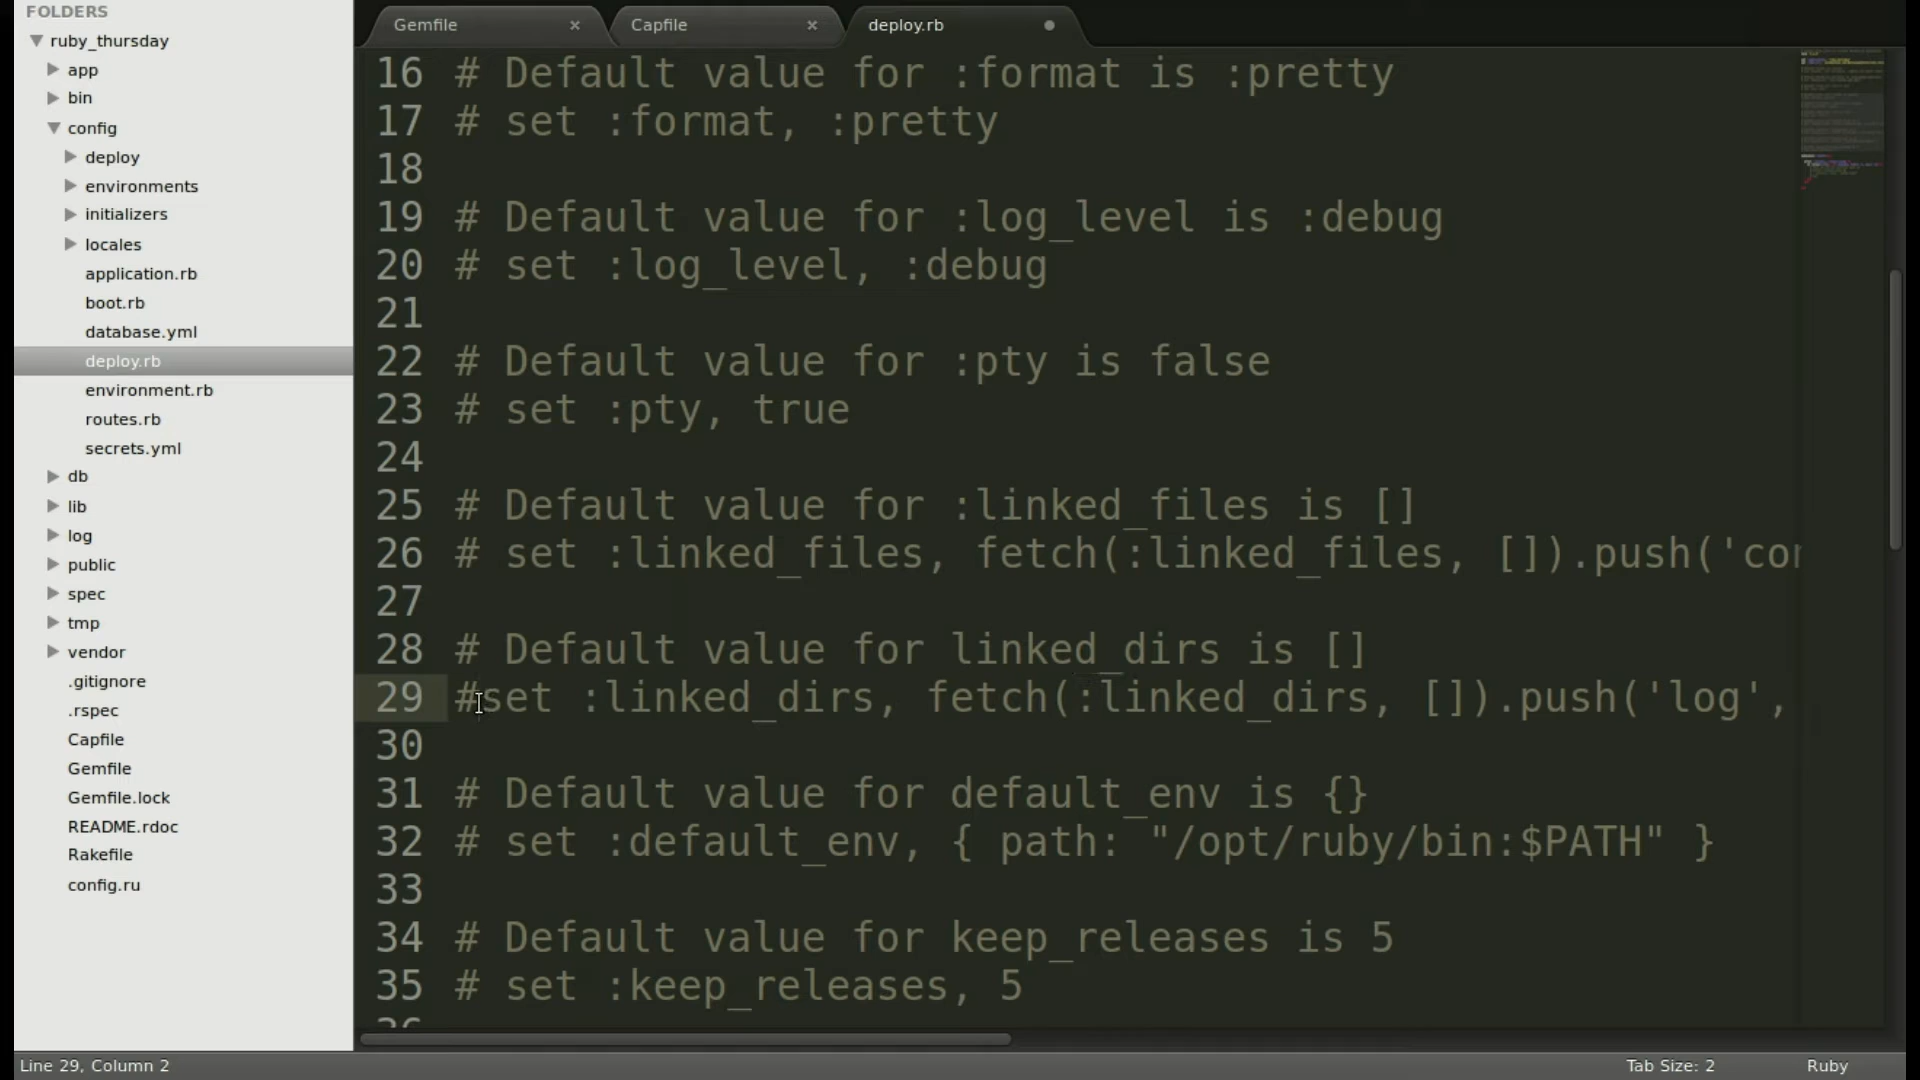 FOLDERS
ruby_thursday
app
bin
config
deploy
environments
initializers
locales
application.rb
boot.rb
database.yml
deploy.rb
environment.rb
routes.rb
secrets.yml
db
lib
log
public
spec
tmp
vendor
.gitignore
.rspec
Capfile
Gemfile
Gemfile.lock
README.rdoc
Rakefile
config.ru
Gemfile × Capfile × deploy.rb
16 # Default value for :format is :pretty
17 # set :format, :pretty
18
19 # Default value for :log_level is :debug
20 # set :log_level, :debug
21
22 # Default value for :pty is false
23 # set :pty, true
24
25 # Default value for :linked_files is []
26 # set :linked_files, fetch(:linked_files, []).push('con
27
28 # Default value for linked_dirs is []
29 #set :linked_dirs, fetch(:linked_dirs, []).push('log',
30
31 # Default value for default_env is {}
32 # set :default_env, { path: "/opt/ruby/bin:$PATH" }
33
34 # Default value for keep_releases is 5
35 # set :keep_releases, 5
36
Line 29, Column 2
Tab Size: 2
Ruby